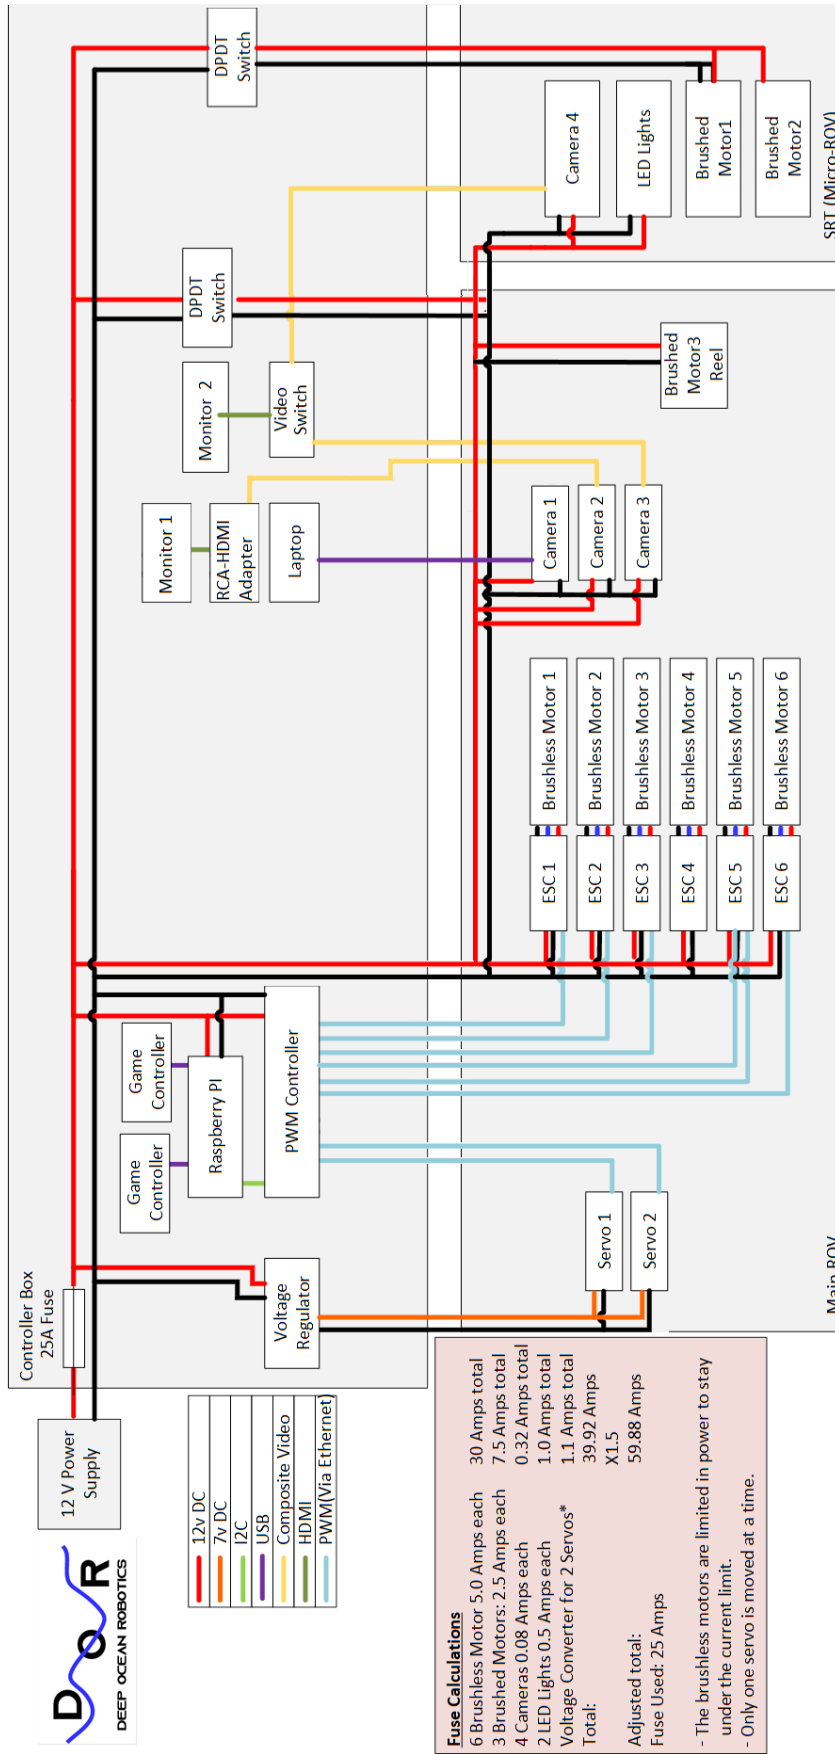 D O R
DEEP OCEAN ROBOTICS
12 V Power
Supply
Controller Box
25A Fuse
Game
Controller
Game
Controller
Raspberry PI
PWM Controller
Voltage
Regulator
Monitor 1
RCA-HDMI
Adapter
Laptop
Monitor 2
Video
Switch
DPDT
Switch
DPDT
Switch
12v DC
7v DC
I2C
USB
Composite Video
HDMI
PWM(Via Ethernet)
Servo 1
Servo 2
ESC 1
Brushless Motor 1
ESC 2
Brushless Motor 2
ESC 3
Brushless Motor 3
ESC 4
Brushless Motor 4
ESC 5
Brushless Motor 5
ESC 6
Brushless Motor 6
Camera 1
Camera 2
Camera 3
Brushed
Motor3
Reel
Camera 4
LED Lights
Brushed
Motor1
Brushed
Motor2
Main ROV
SRT (Micro-ROV)
Fuse Calculations
6 Brushless Motor 5.0 Amps each 30 Amps total
3 Brushed Motors: 2.5 Amps each 7.5 Amps total
4 Cameras 0.08 Amps each 0.32 Amps total
2 LED Lights 0.5 Amps each 1.0 Amps total
Voltage Converter for 2 Servos* 1.1 Amps total
Total: 39.92 Amps
X1.5
Adjusted total: 59.88 Amps
Fuse Used: 25 Amps
- The brushless motors are limited in power to stay
under the current limit.
- Only one servo is moved at a time.